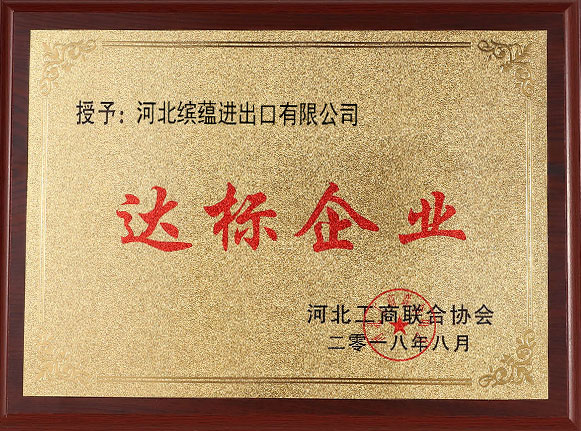 授予：河北缤蕴进出口有限公司
达标企业
河北工商联合协会
二零一八年八月